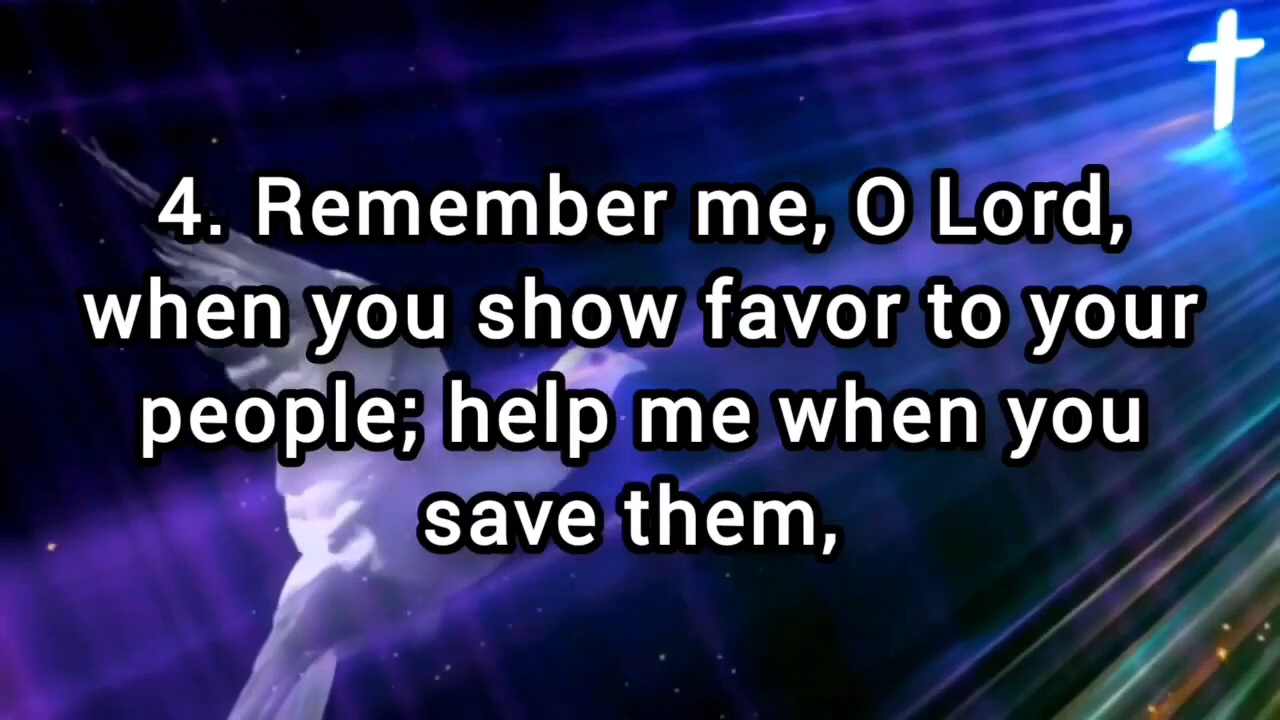 4. Remember me, O Lord,
when you show favor to your
people; help me when you
save them,